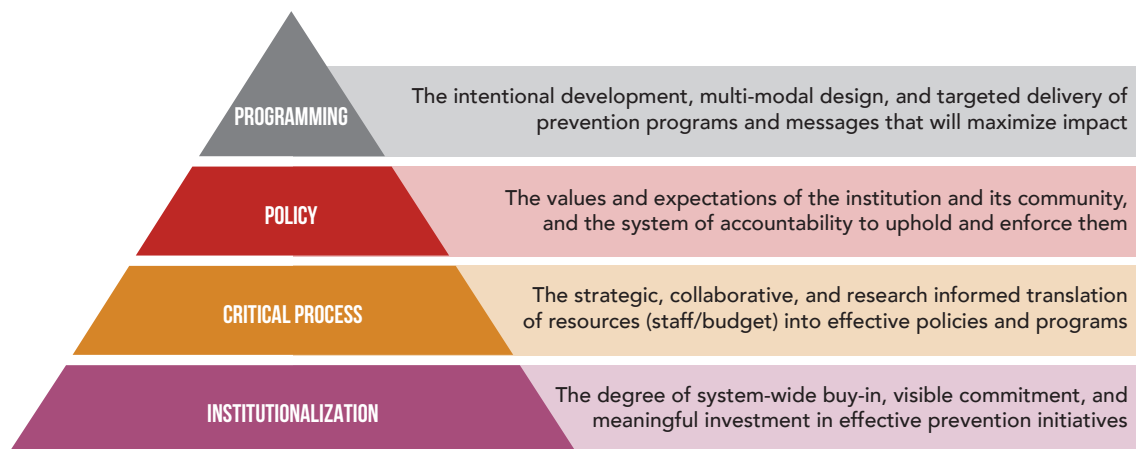 PROGRAMMING
The intentional development, multi-modal design, and targeted delivery of
prevention programs and messages that will maximize impact
POLICY
The values and expectations of the institution and its community,
and the system of accountability to uphold and enforce them
CRITICAL PROCESS
The strategic, collaborative, and research informed translation
of resources (staff/budget) into effective policies and programs
INSTITUTIONALIZATION
The degree of system-wide buy-in, visible commitment, and
meaningful investment in effective prevention initiatives